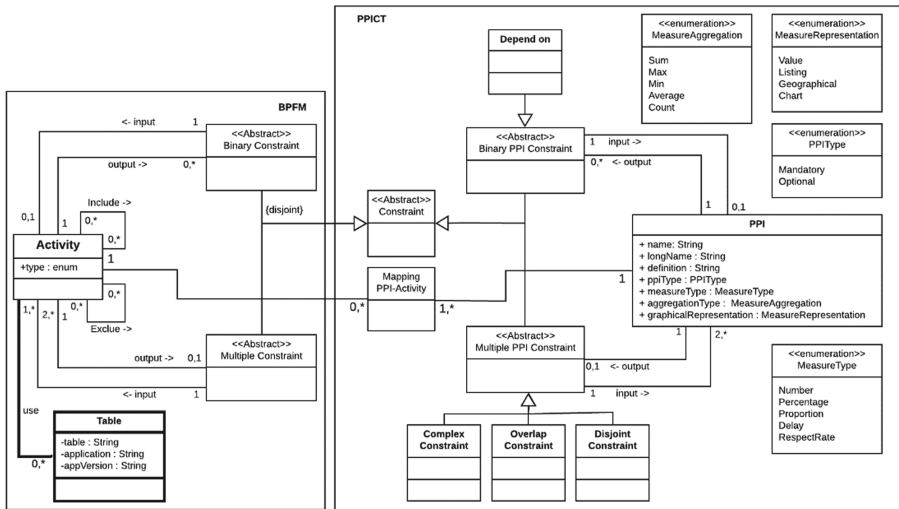 PPICT
<<enumeration>>
MeasureAggregation
Sum
Max
Min
Average
Count
<<enumeration>>
MeasureRepresentation
Value
Listing
Geographical
Chart
Depend on
BPFM
<- input
1
<<Abstract>>
Binary Constraint
output ->
0,*
<<Abstract>>
Binary PPI Constraint
1
input ->
0,*
<- output
<<enumeration>>
PPIType
Mandatory
Optional
{disjoint}
<<Abstract>>
Constraint
0,1
1
Include ->
0,*
0,*
1
0,1
Activity
+type : enum
1
PPI
+ name: String
+ longName : String
+ definition : String
+ ppiType : PPIType
+ measureType : MeasureType
+ aggregationType : MeasureAggregation
+ graphicalRepresentation : MeasureRepresentation
Mapping
PPI-Activity
0,*
1,*
1
1,*
2,*
1
0,*
0,*
Exclue ->
<<Abstract>>
Multiple Constraint
output ->
0,1
<- input
1
<<Abstract>>
Multiple PPI Constraint
1
2,*
0,1
<- output
1
input ->
<<enumeration>>
MeasureType
Number
Percentage
Proportion
Delay
RespectRate
use
0,*
Table
-table : String
-application : String
-appVersion : String
Complex
Constraint
Overlap
Constraint
Disjoint
Constraint